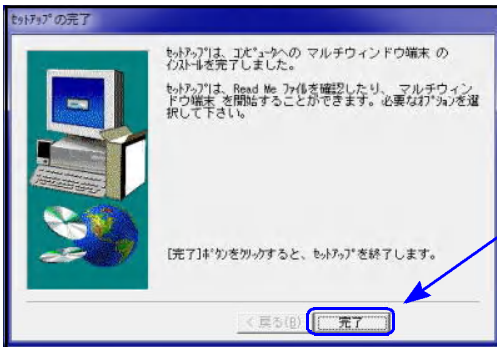 ｾｯﾄｱｯﾌﾟの完了
ｾｯﾄｱｯﾌﾟは、ｺﾝﾋﾟｭｰﾀへの マルチウィンドウ端末 の
ｲﾝｽﾄｰﾙを完了しました。
ｾｯﾄｱｯﾌﾟは、Read Me ﾌｧｲﾙを確認したり、 マルチウィン
ドウ端末 を開始することができます。必要なｵﾌﾟｼｮﾝを選
択して下さい。
[完了]ﾎﾞﾀﾝをｸﾘｯｸすると、ｾｯﾄｱｯﾌﾟを終了します。
< 戻る(B)
完了